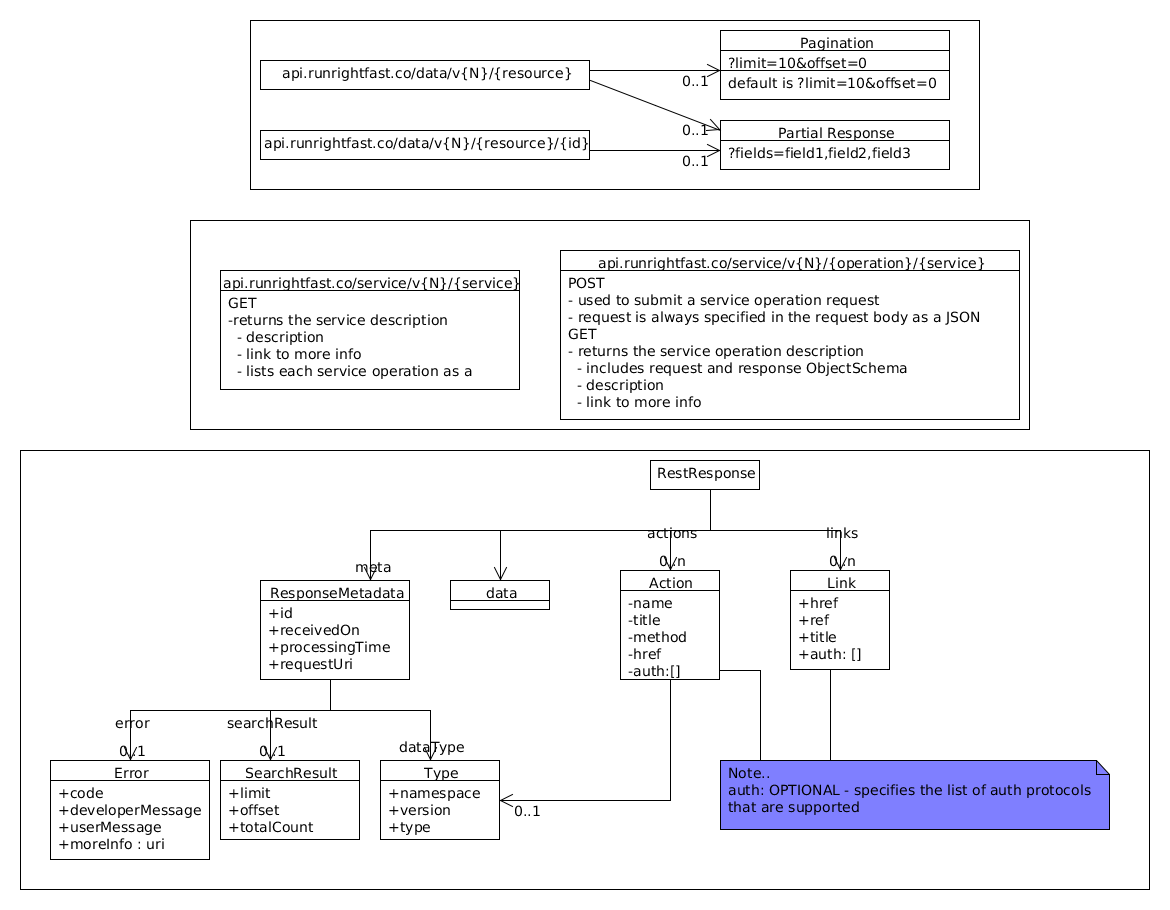 Pagination
?limit=10&offset=0
default is ?limit=10&offset=0
api.runrightfast.co/data/v{N}/{resource}
0..1
0..1
Partial Response
?fields=field1,field2,field3
api.runrightfast.co/data/v{N}/{resource}/{id}
0..1
api.runrightfast.co/service/v{N}/{service}
GET
-returns the service description
- description
- link to more info
- lists each service operation as a
api.runrightfast.co/service/v{N}/{operation}/{service}
POST
- used to submit a service operation request
- request is always specified in the request body as a JSON
GET
- returns the service operation description
- includes request and response ObjectSchema
- description
- link to more info
RestResponse
actions
links
meta
0..n
0..n
ResponseMetadata
+id
+receivedOn
+processingTime
+requestUri
data
Action
-name
-title
-method
-href
-auth:[]
Link
+href
+ref
+title
+auth: []
error
searchResult
dataType
0..1
0..1
Error
+code
+developerMessage
+userMessage
+moreInfo : uri
SearchResult
+limit
+offset
+totalCount
Type
+namespace
+version
+type
0..1
Note..
auth: OPTIONAL - specifies the list of auth protocols
that are supported